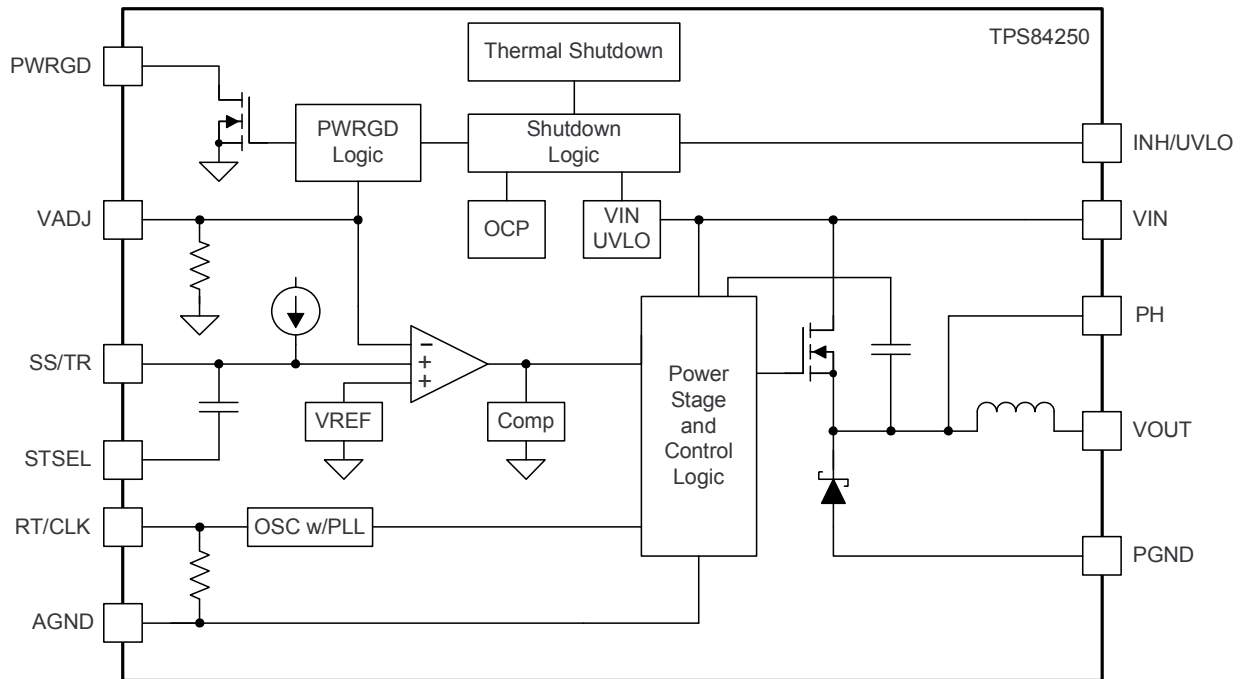 TPS84250
PWRGD
Thermal Shutdown
PWRGD
Logic
Shutdown
Logic
INH/UVLO
VADJ
OCP
VIN
UVLO
VIN
PH
SS/TR
−
+
+
VREF
Comp
Power
Stage
and
Control
Logic
VOUT
STSEL
RT/CLK
OSC w/PLL
PGND
AGND